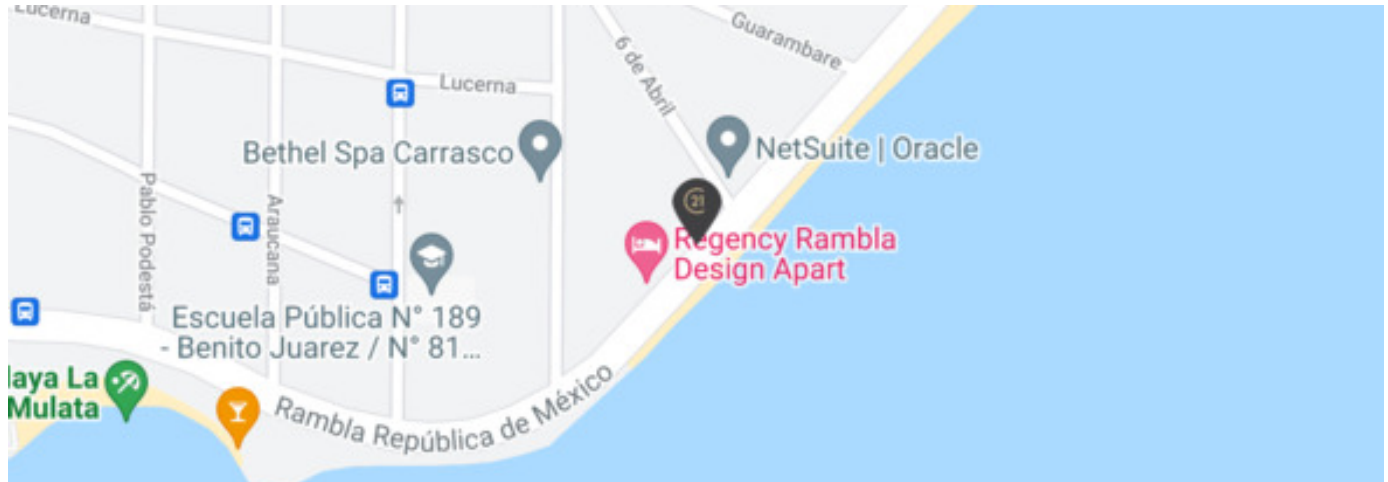 Lucerna
Guarambare
6 de Abril
Lucerna
Bethel Spa Carrasco
NetSuite | Oracle
Pablo Podestá
Araucana
21
Regency Rambla
Design Apart
Escuela Pública N° 189
- Benito Juarez / N° 81...
laya La
Mulata
Rambla República de México